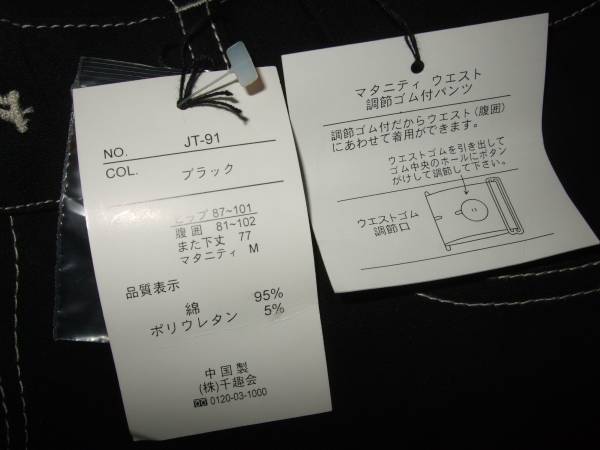 NO. JT-91
COL. ブラック
ヒップ 87~101
腹囲 81~102
また下丈 77
マタニティ M
品質表示
綿 95%
ポリウレタン 5%
中国製
(株)千趣会
0120-03-1000
マタニティ ウエスト
調節ゴム付パンツ
調節ゴム付だからウエスト(腹囲)
にあわせて着用ができます。
ウエストゴムを引き出して
ゴム中央のホールにボタン
がけして調節して下さい。
ウエストゴム
調節口